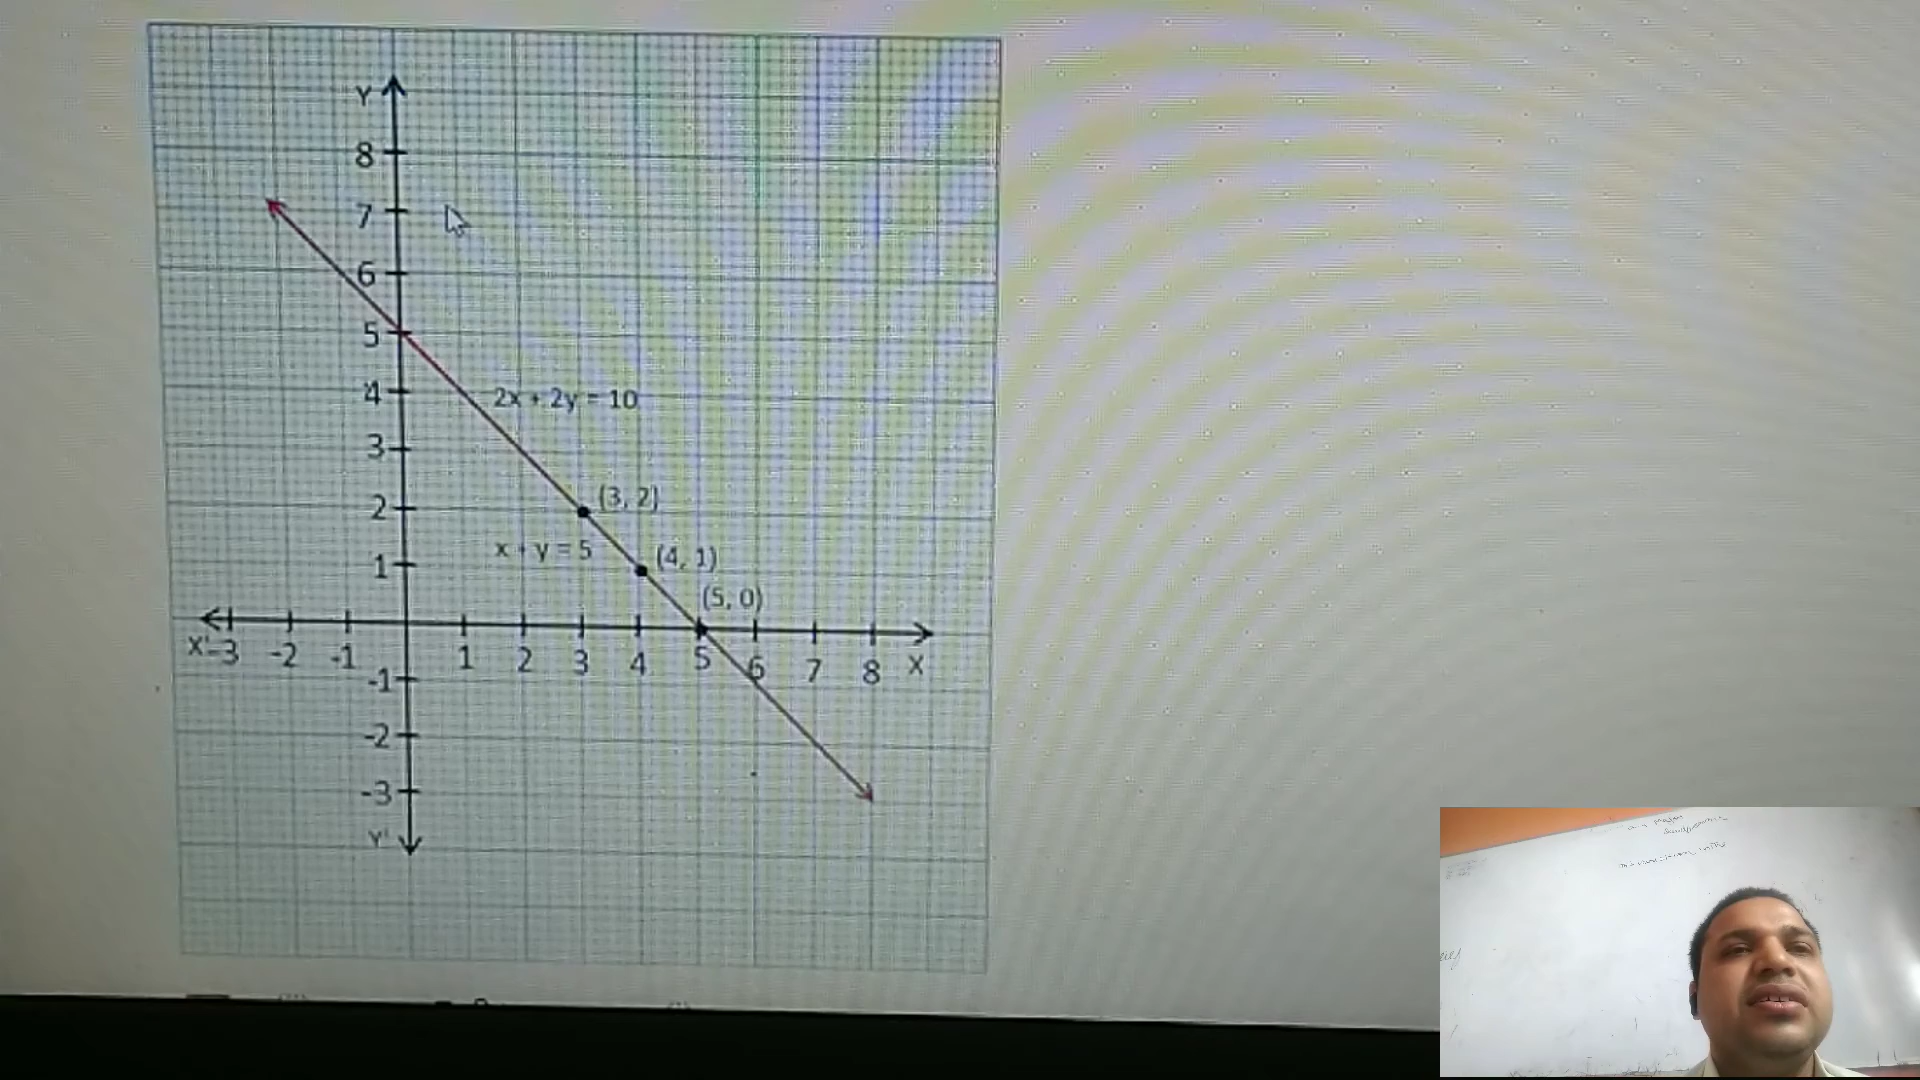 Y
8
7
6
5
4
2x + 2y = 10
3
2
(3, 2)
x + y = 5
1
(4, 1)
(5, 0)
X' -3 -2 -1 1 2 3 4 5 6 7 8 X
-1
-2
-3
Y'